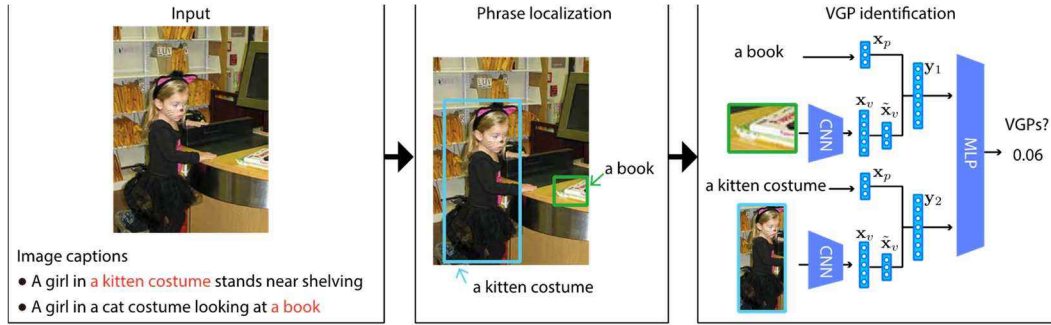 Input
Image captions
• A girl in a kitten costume stands near shelving
• A girl in a cat costume looking at a book
Phrase localization
a book
a kitten costume
VGP identification
a book
x_p
y_1
CNN
x_v
x̃_v
a kitten costume
x_p
y_2
CNN
x_v
x̃_v
MLP
VGPs?
0.06